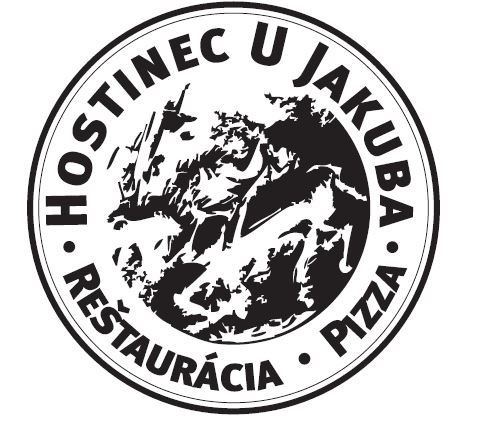 HOSTINEC U JAKUBA
• REŠTAURÁCIA • PIZZA •